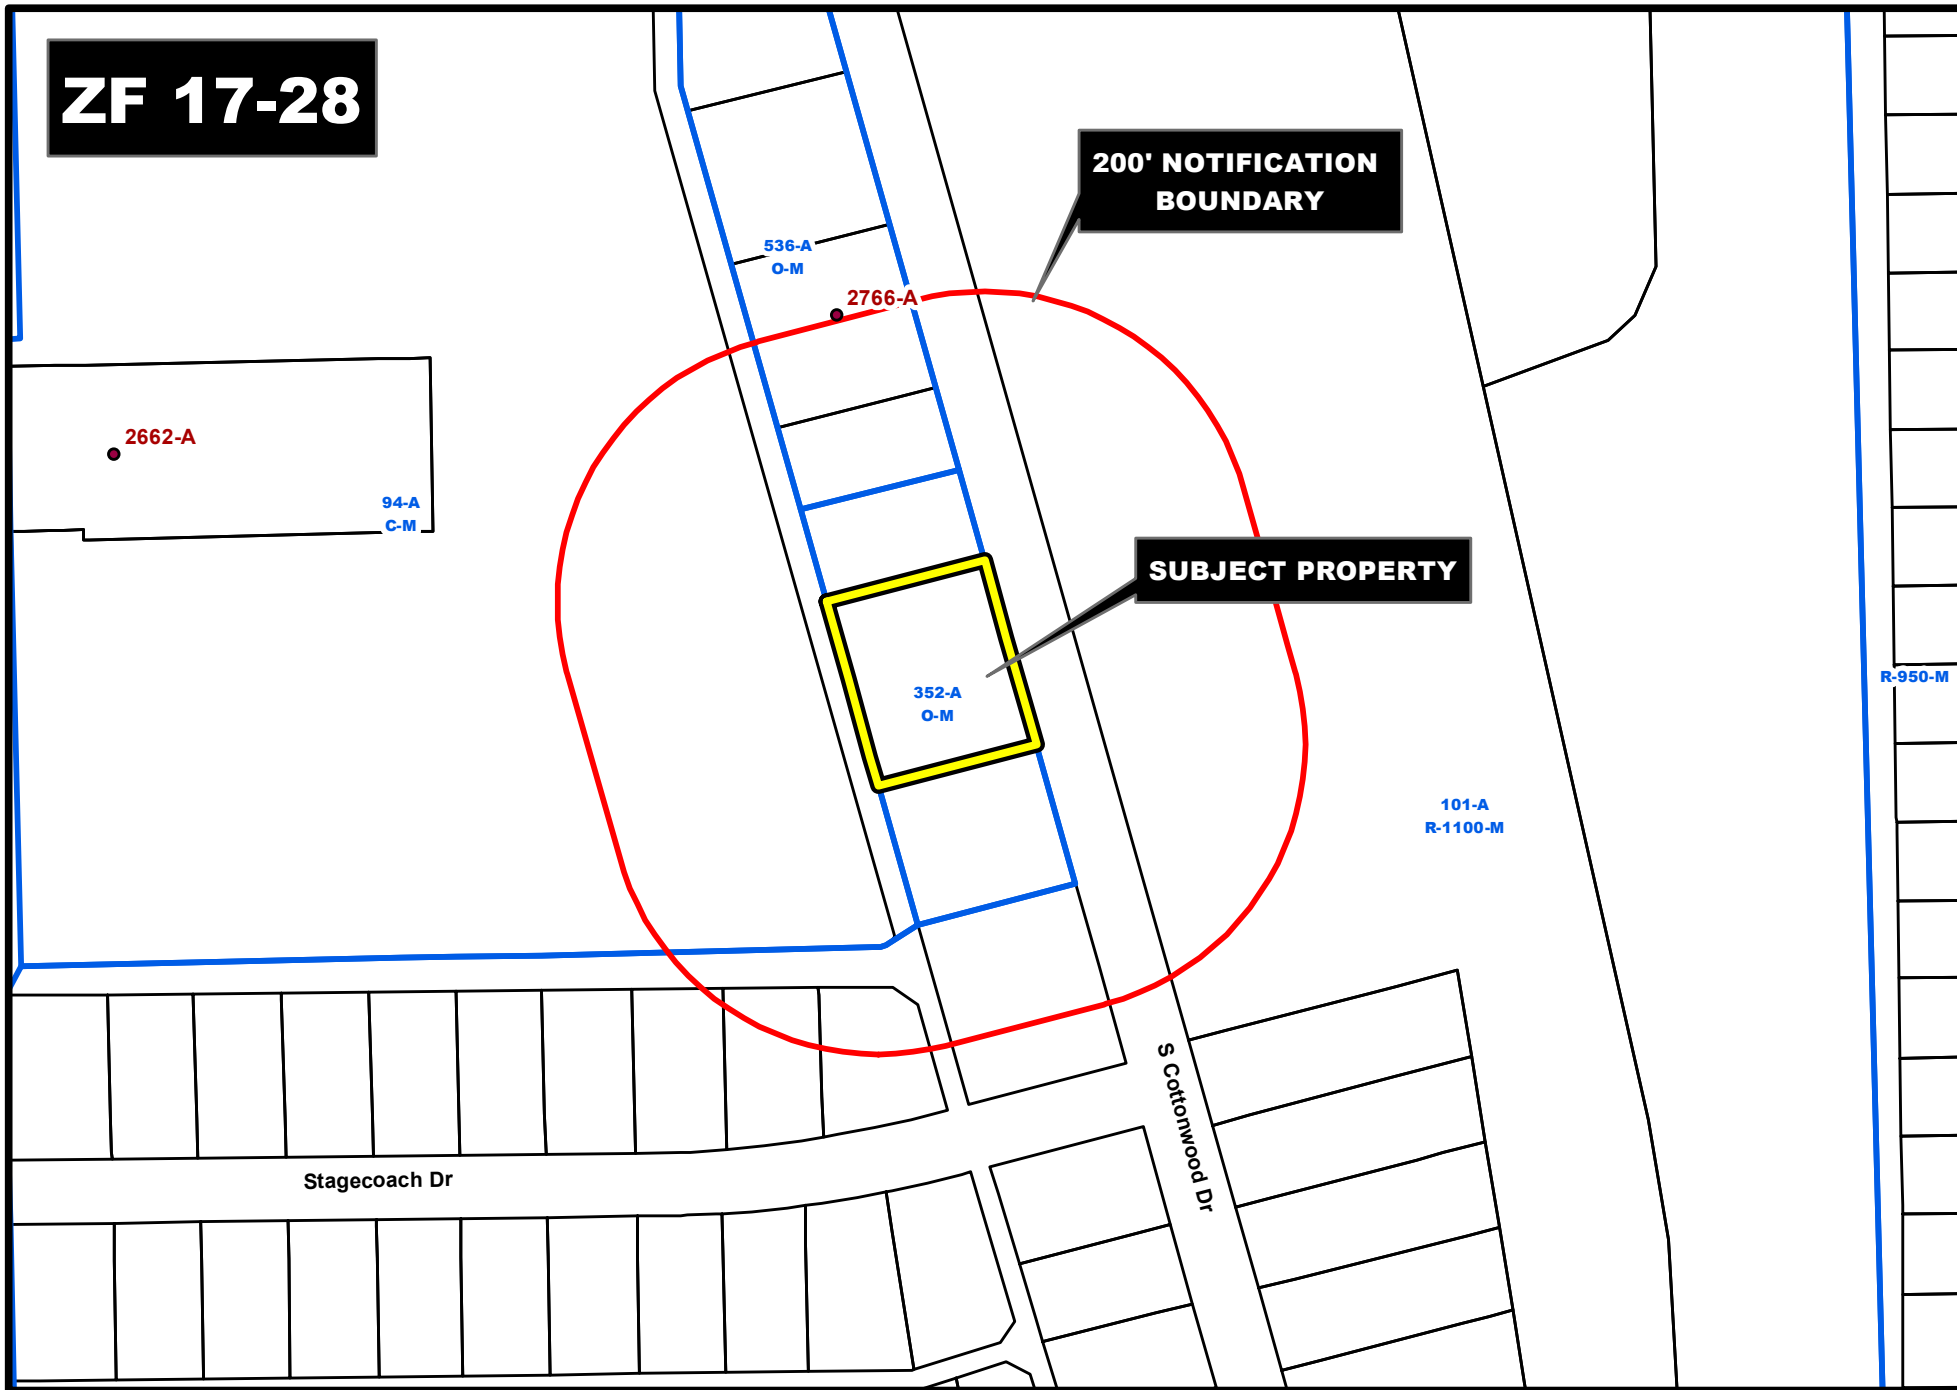 ZF 17-28
200' NOTIFICATION
BOUNDARY
536-A
O-M
2766-A
2662-A
94-A
C-M
SUBJECT PROPERTY
352-A
O-M
R-950-M
101-A
R-1100-M
S Cottonwood Dr
Stagecoach Dr